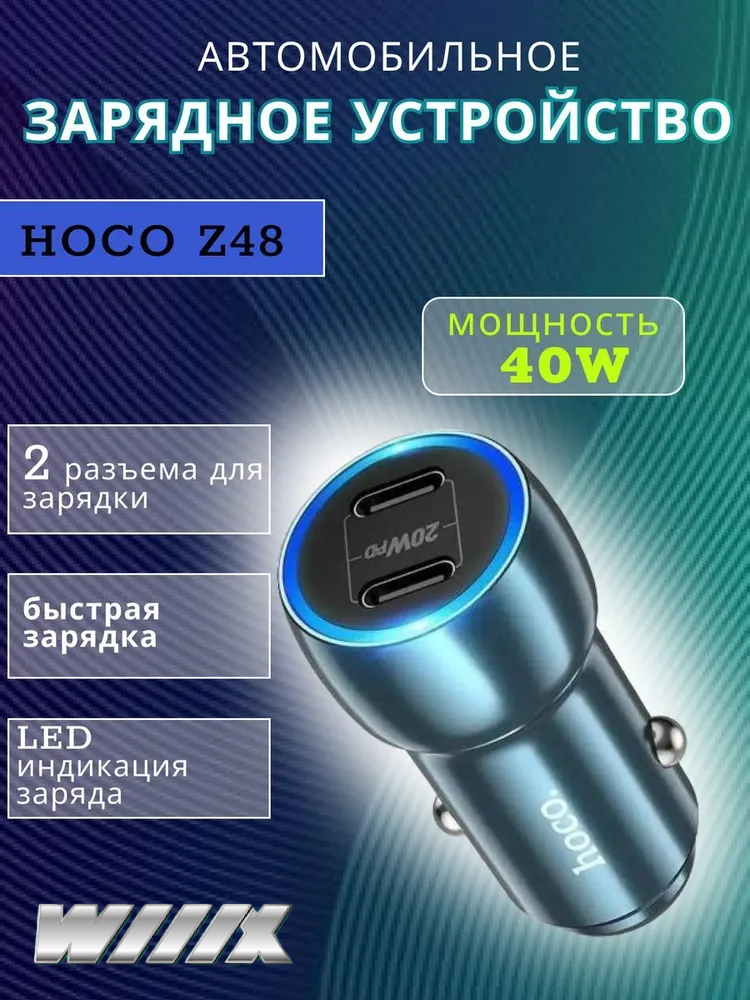 АВТОМОБИЛЬНОЕ
ЗАРЯДНОЕ УСТРОЙСТВО
HOCO Z48
МОЩНОСТЬ
40W
2 разъема для
зарядки
20WPD
быстрая
зарядка
LED
индикация
заряда
hoco.
WIIIX